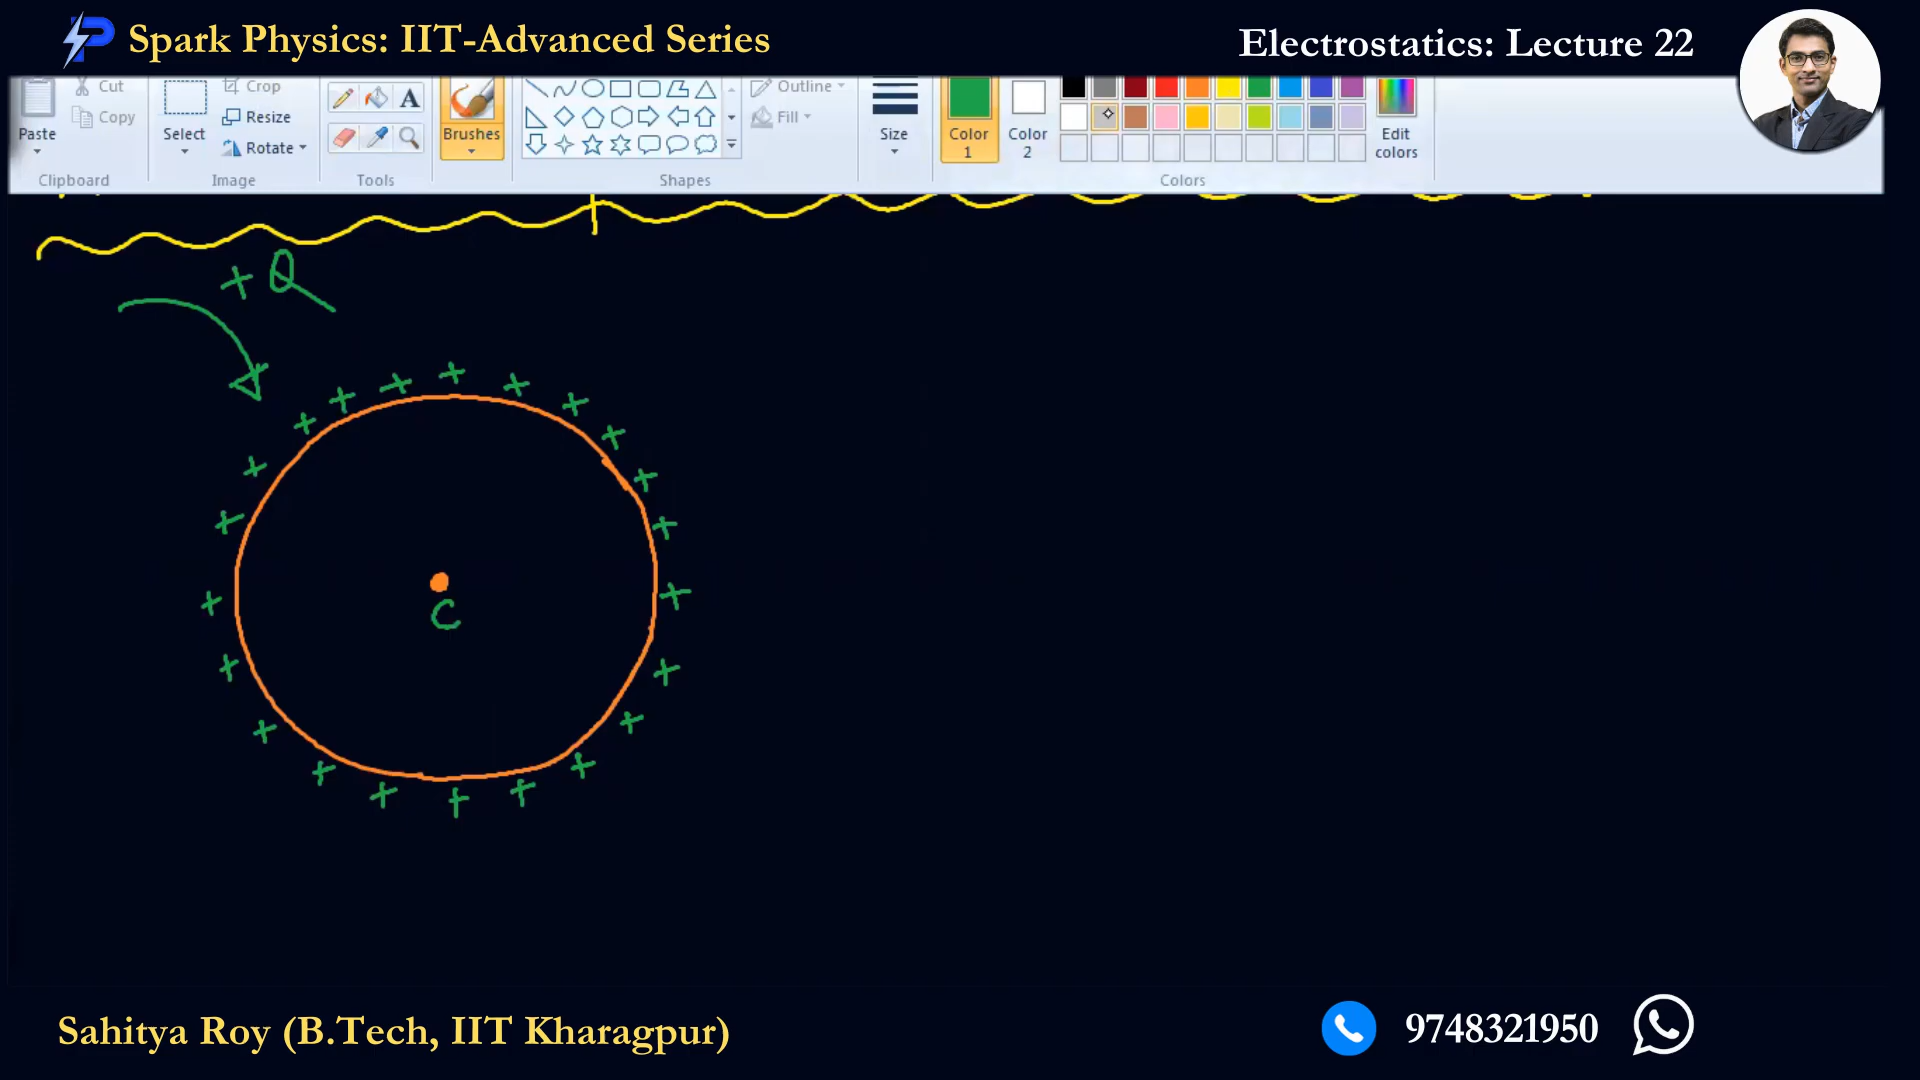 Spark Physics: IIT-Advanced Series
Electrostatics: Lecture 22
Cut
Copy
Paste
Clipboard
Crop
Resize
Rotate
Select
Image
A
Tools
Brushes
Shapes
Outline
Fill
Size
Color 1
Color 2
Edit colors
Colors
+ Q
+ + + + + + + + + + + + + + + + + + + + + + +
C
Sahitya Roy (B.Tech, IIT Kharagpur)
9748321950